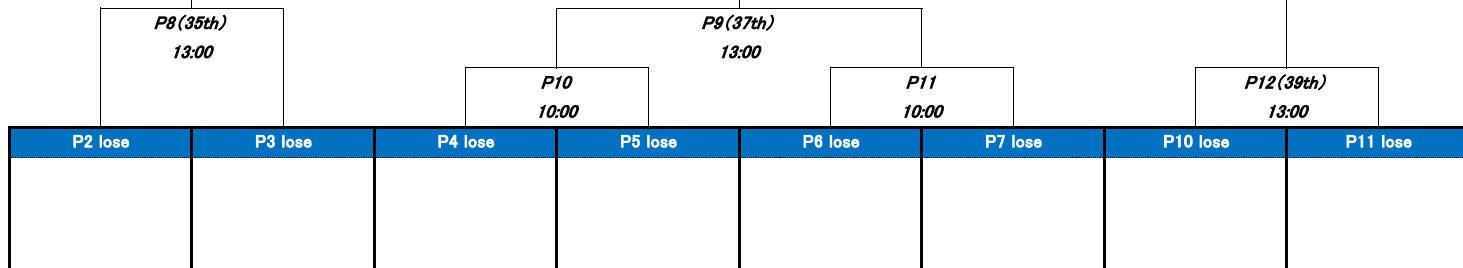 P8(35th)
13:00
P9(37th)
13:00
P10
10:00
P11
10:00
P12(39th)
13:00
P2 lose
P3 lose
P4 lose
P5 lose
P6 lose
P7 lose
P10 lose
P11 lose